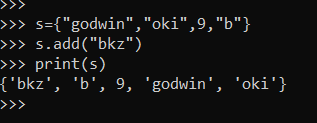 >>>
>>> s={"godwin","oki",9,"b"}
>>> s.add("bkz")
>>> print(s)
{'bkz', 'b', 9, 'godwin', 'oki'}
>>>